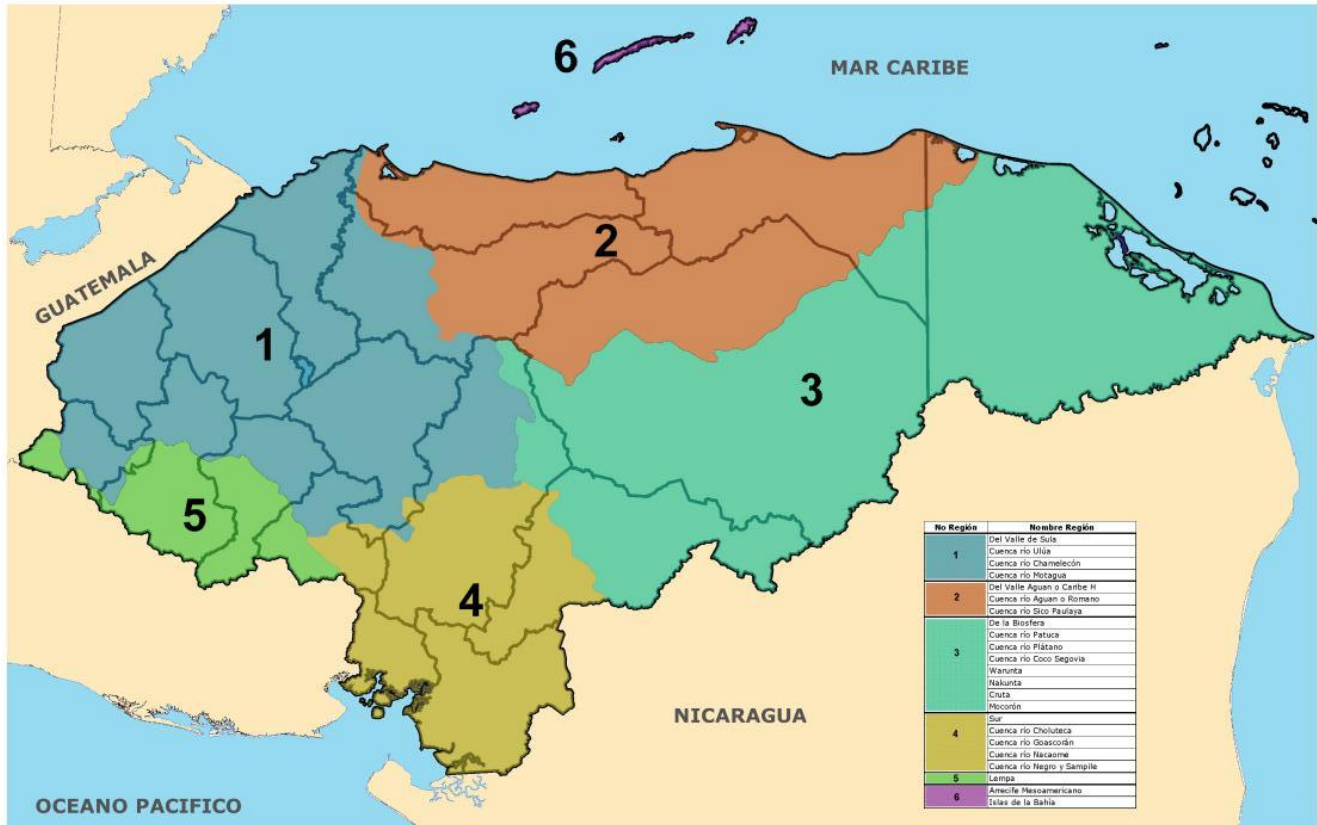 6
MAR CARIBE
2
GUATEMALA
1
3
5
4
NICARAGUA
OCEANO PACIFICO
No Región Nombre Región
1
Del Valle de Sula
Cuenca río Ulúa
Cuenca río Chamelecón
Cuenca río Motagua
2
Del Valle Aguan o Caribe H
Cuenca río Aguan o Romano
Cuenca río Sico Paulaya
3
De la Biosfera
Cuenca río Patuca
Cuenca río Plátano
Cuenca río Coco Segovia
Warunta
Nakunta
Cruta
Mocorón
4
Sur
Cuenca río Choluteca
Cuenca río Goascorán
Cuenca río Nacaome
Cuenca río Negro y Sampile
5 Lempa
6
Arrecife Mesoamericano
Islas de la Bahía